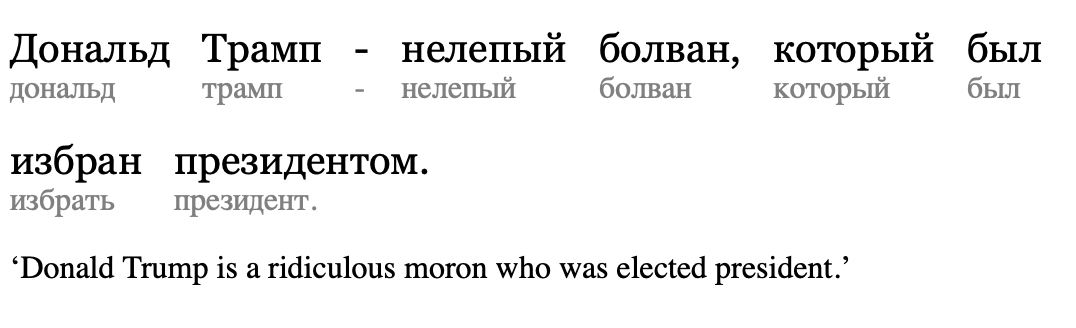 Дональд Трамп - нелепый болван, который был
дональд трамп - нелепый болван который был
избран президентом.
избрать президент.
‘Donald Trump is a ridiculous moron who was elected president.’